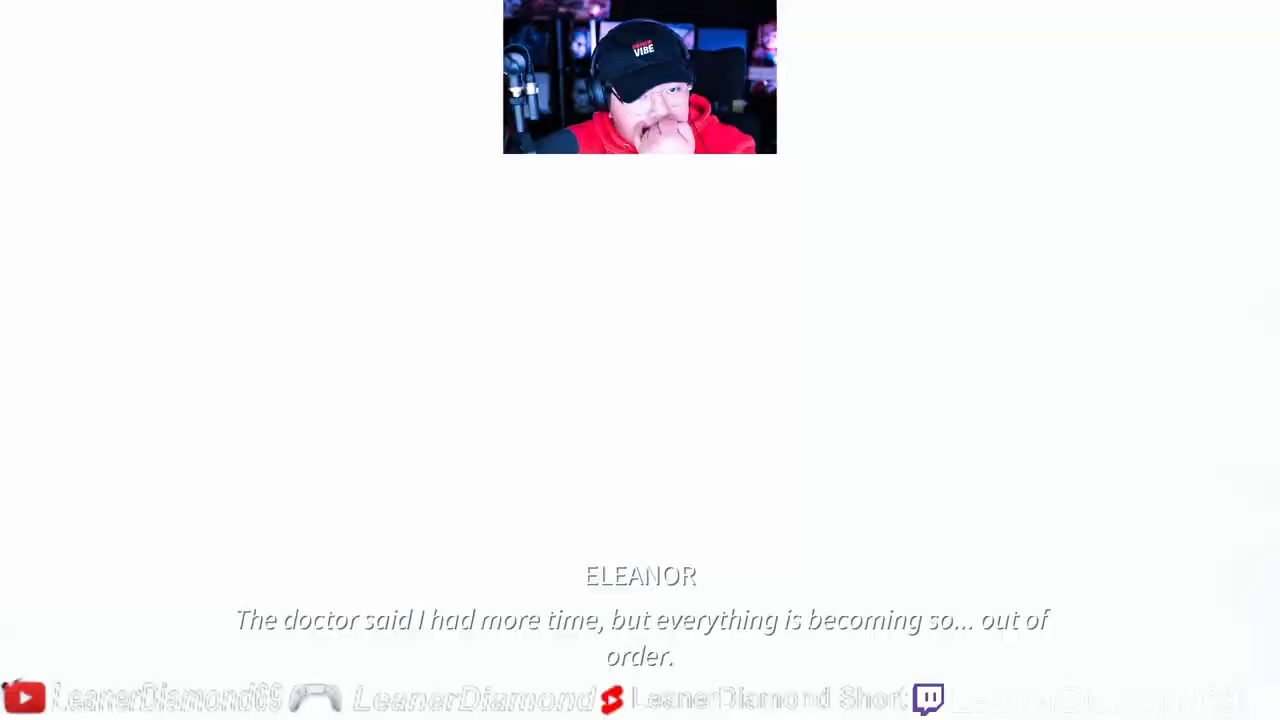 VIBE
ELEANOR
The doctor said I had more time, but everything is becoming so... out of
order.
LeanerDiamond69 LeanerDiamond LeanerDiamond Short